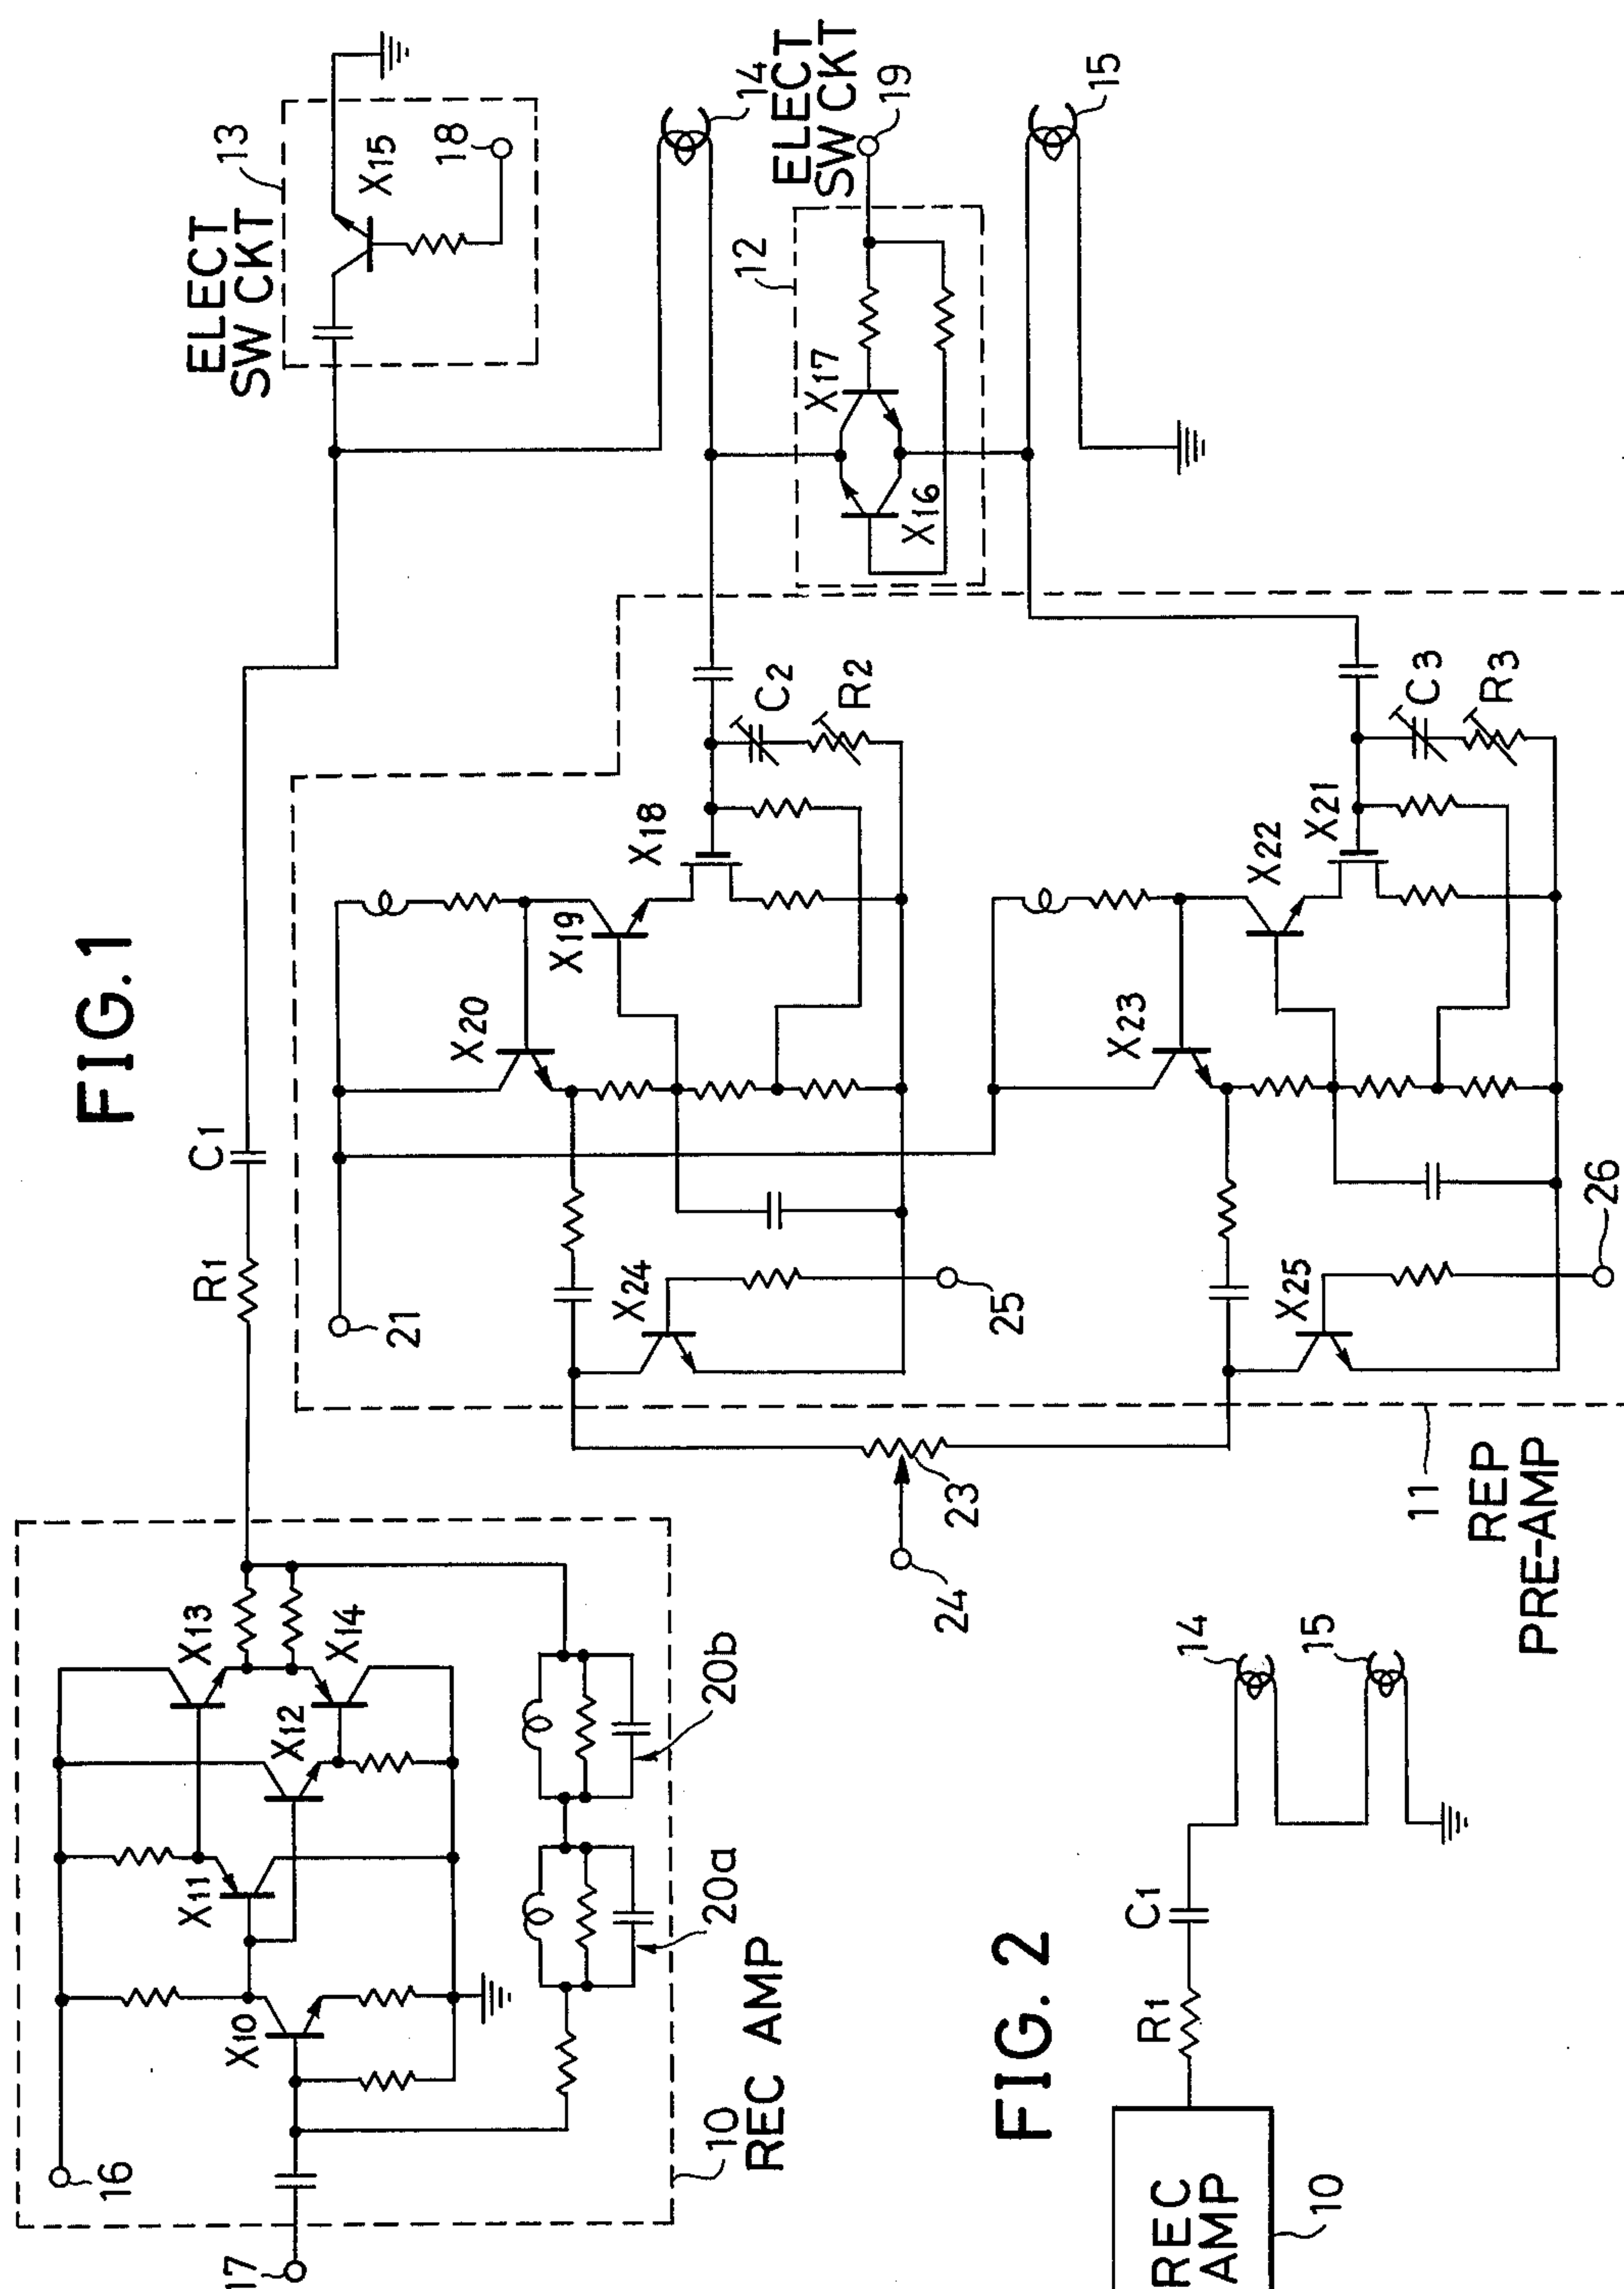 FIG.1
17
16
10
REC AMP
X10
X11
X12
X13
X14
20a
20b
R1
C1
21
24
23
X24
25
X20
X19
X18
C2
R2
X25
26
X23
X22
X21
C3
R3
11
REP
PRE-AMP
ELECT
SW CKT
13
X15
18
14
ELECT
SW CKT
19
12
X17
X16
15
FIG. 2
REC
AMP
10
R1
C1
14
15